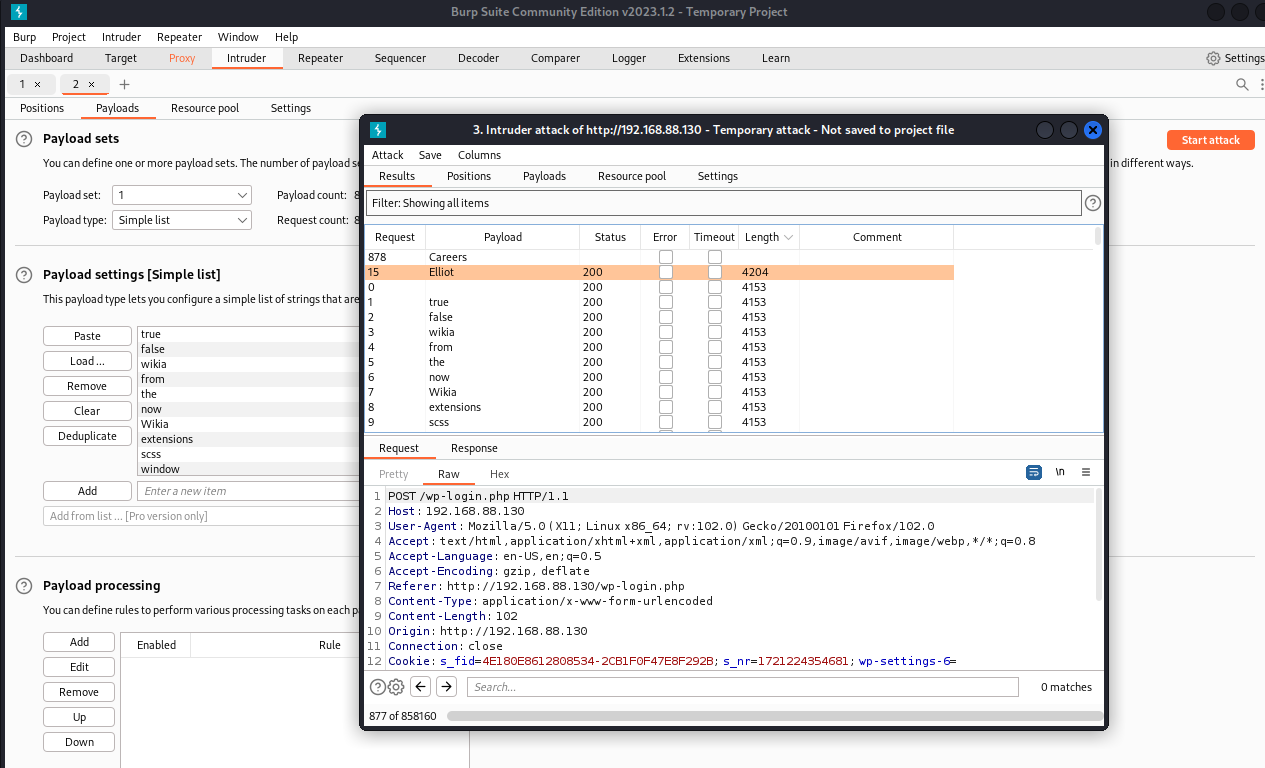 Burp Suite Community Edition v2023.1.2 - Temporary Project
Burp Project Intruder Repeater Window Help
Dashboard Target Proxy Intruder Repeater Sequencer Decoder Comparer Logger Extensions Learn Settings
1 × 2 × +
Positions Payloads Resource pool Settings
? Payload sets
Start attack
You can define one or more payload sets. The number of payload
in different ways.
Payload set: 1 Payload count: 8
Payload type: Simple list Request count: 8
? Payload settings [Simple list]
This payload type lets you configure a simple list of strings that are
Paste
Load ...
Remove
Clear
Deduplicate
true
false
wikia
from
the
now
Wikia
extensions
scss
window
Add Enter a new item
Add from list ... [Pro version only]
? Payload processing
You can define rules to perform various processing tasks on each
Add
Edit
Remove
Up
Down
Enabled Rule
3. Intruder attack of http://192.168.88.130 - Temporary attack - Not saved to project file
Attack Save Columns
Results Positions Payloads Resource pool Settings
Filter: Showing all items ?
Request Payload Status Error Timeout Length Comment
878 Careers
15 Elliot 200 4204
0 200 4153
1 true 200 4153
2 false 200 4153
3 wikia 200 4153
4 from 200 4153
5 the 200 4153
6 now 200 4153
7 Wikia 200 4153
8 extensions 200 4153
9 scss 200 4153
Request Response
Pretty Raw Hex \n
1 POST /wp-login.php HTTP/1.1
2 Host: 192.168.88.130
3 User-Agent: Mozilla/5.0 (X11; Linux x86_64; rv:102.0) Gecko/20100101 Firefox/102.0
4 Accept: text/html,application/xhtml+xml,application/xml;q=0.9,image/avif,image/webp,*/*;q=0.8
5 Accept-Language: en-US,en;q=0.5
6 Accept-Encoding: gzip, deflate
7 Referer: http://192.168.88.130/wp-login.php
8 Content-Type: application/x-www-form-urlencoded
9 Content-Length: 102
10 Origin: http://192.168.88.130
11 Connection: close
12 Cookie: s_fid=4E180E8612808534-2CB1F0F47E8F292B; s_nr=1721224354681; wp-settings-6=
? Search... 0 matches
877 of 858160